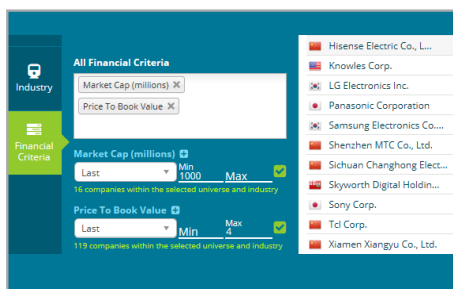 Industry
Financial
Criteria
All Financial Criteria
Market Cap (millions)
Price To Book Value
Market Cap (millions)
Last
Min
1000
Max
16 companies within the selected universe and industry
Price To Book Value
Last
Min
Max
4
119 companies within the selected universe and industry
Hisense Electric Co., L...
Knowles Corp.
LG Electronics Inc.
Panasonic Corporation
Samsung Electronics Co....
Shenzhen MTC Co., Ltd.
Sichuan Changhong Elect...
Skyworth Digital Holdin...
Sony Corp.
Tcl Corp.
Xiamen Xiangyu Co., Ltd.